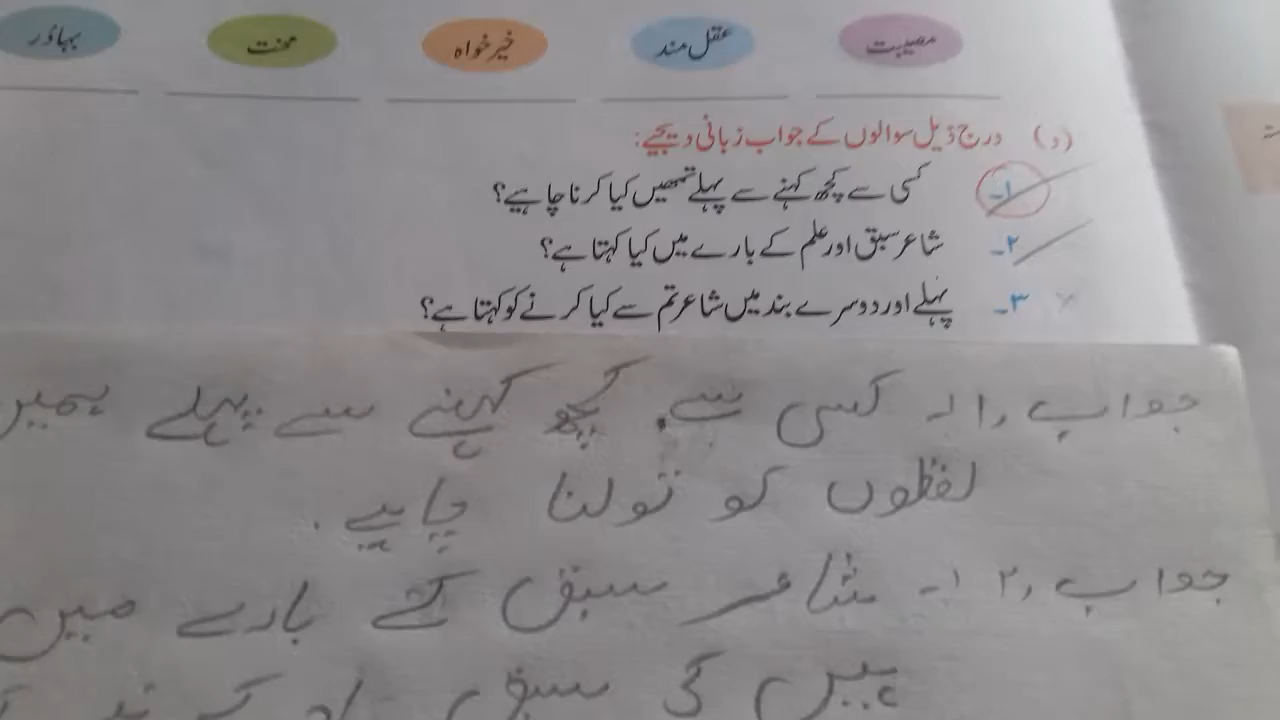 مصیبت عقل مند خیر خواہ محنت بہادر
(د) درج ذیل سوالوں کے جواب زبانی دیجیے:
۱۔ کسی سے کچھ کہنے سے پہلے تمھیں کیا کرنا چاہیے؟
۲۔ شاعر سبق اور علم کے بارے میں کیا کہتا ہے؟
۳۔ پہلے اور دوسرے بند میں شاعر تم سے کیا کرنے کو کہتا ہے؟
جواب ۱۔ کسی سے کچھ کہنے سے پہلے ہمیں
لفظوں کو تولنا چاہیے۔
جواب ۲۔ شاعر سبق کے بارے میں
ہیں کی سبق